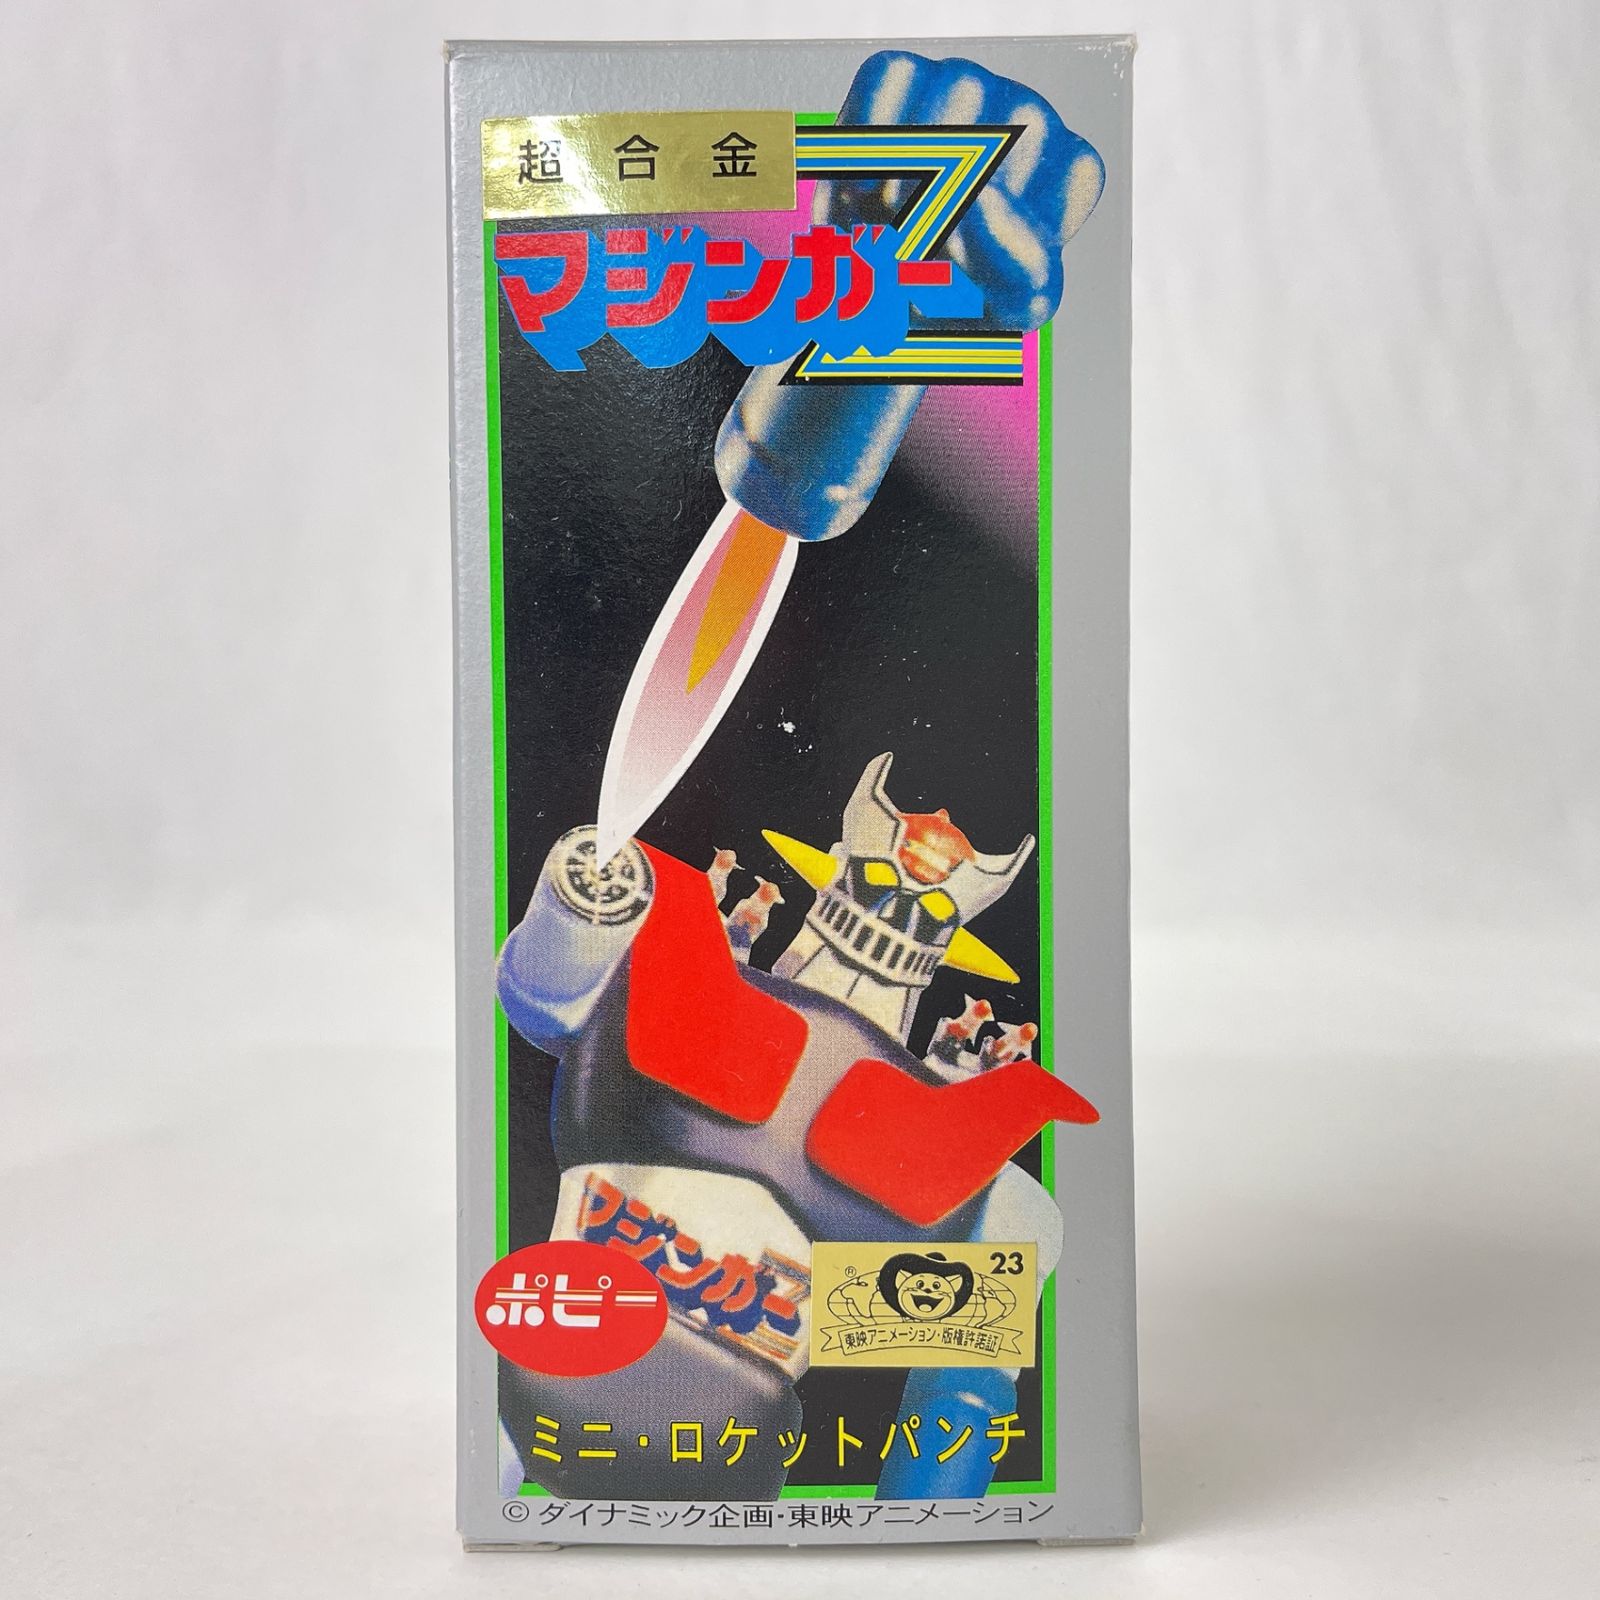 超合金
マジンガーZ
マジンガーZ
ポピー
® 23
東映アニメーション・版権許諾証
ミニ・ロケットパンチ
© ダイナミック企画・東映アニメーション